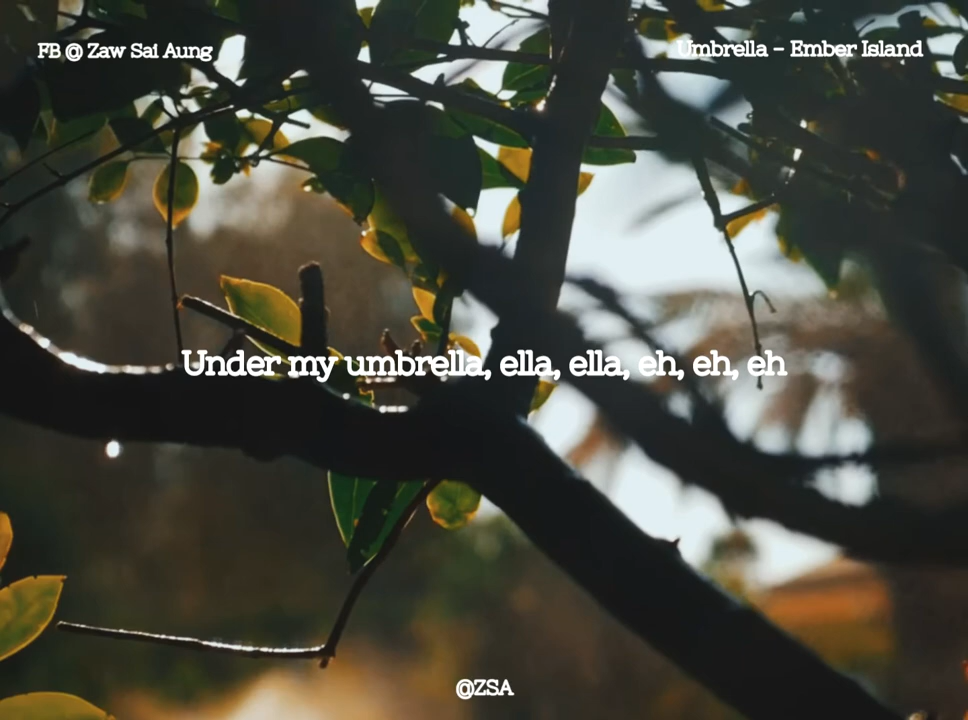 FB @ Zaw Sai Aung
Umbrella - Ember Island
Under my umbrella, ella, ella, eh, eh, eh
@ZSA